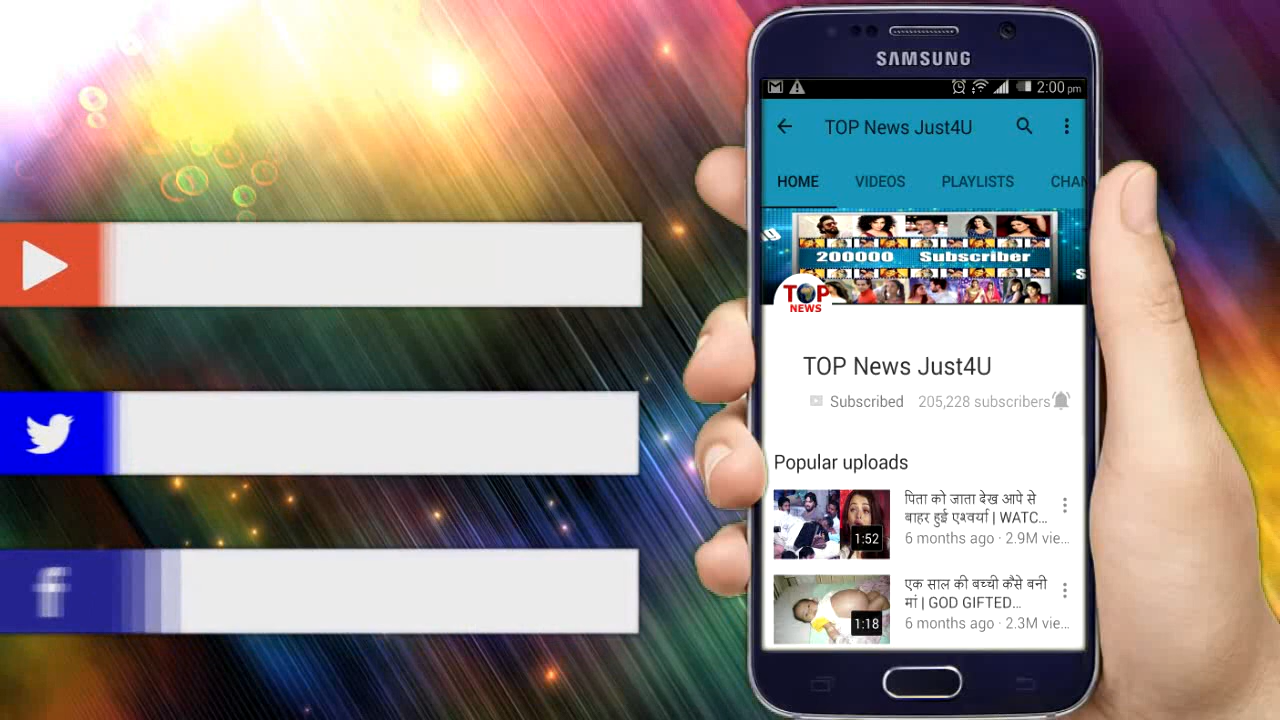 SAMSUNG
2:00 pm
TOP News Just4U
HOME VIDEOS PLAYLISTS CHAN
200000 Subscriber
TOP
NEWS
TOP News Just4U
Subscribed 205,228 subscribers
Popular uploads
पिता को जाता देख आपे से
बाहर हुई एश्वर्या | WATC...
1:52
6 months ago · 2.9M vie...
एक साल की बच्ची कैसे बनी
मां | GOD GIFTED...
1:18
6 months ago · 2.3M vie...